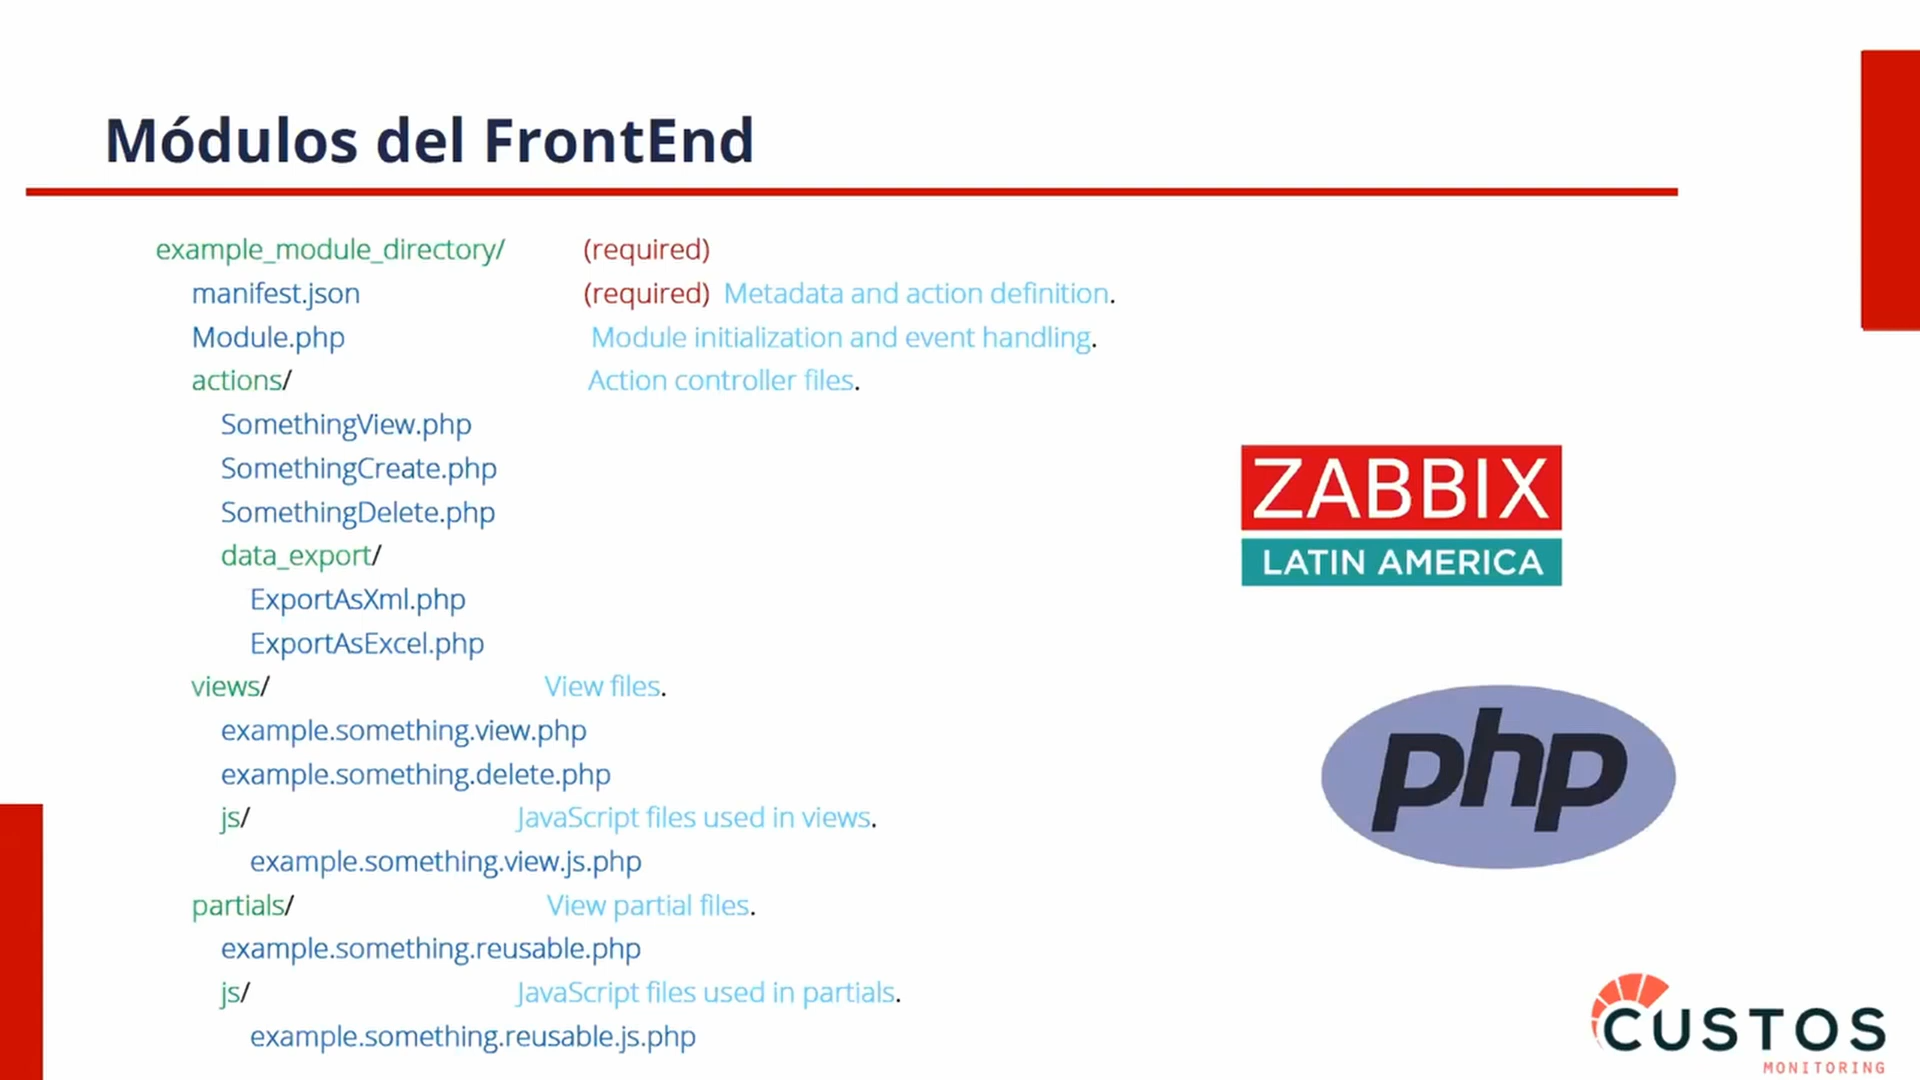 Módulos del FrontEnd
example_module_directory/ (required)
manifest.json (required) Metadata and action definition.
Module.php Module initialization and event handling.
actions/ Action controller files.
SomethingView.php
SomethingCreate.php
SomethingDelete.php
data_export/
ExportAsXml.php
ExportAsExcel.php
views/ View files.
example.something.view.php
example.something.delete.php
js/ JavaScript files used in views.
example.something.view.js.php
partials/ View partial files.
example.something.reusable.php
js/ JavaScript files used in partials.
example.something.reusable.js.php
ZABBIX
LATIN AMERICA
php
CUSTOS
MONITORING